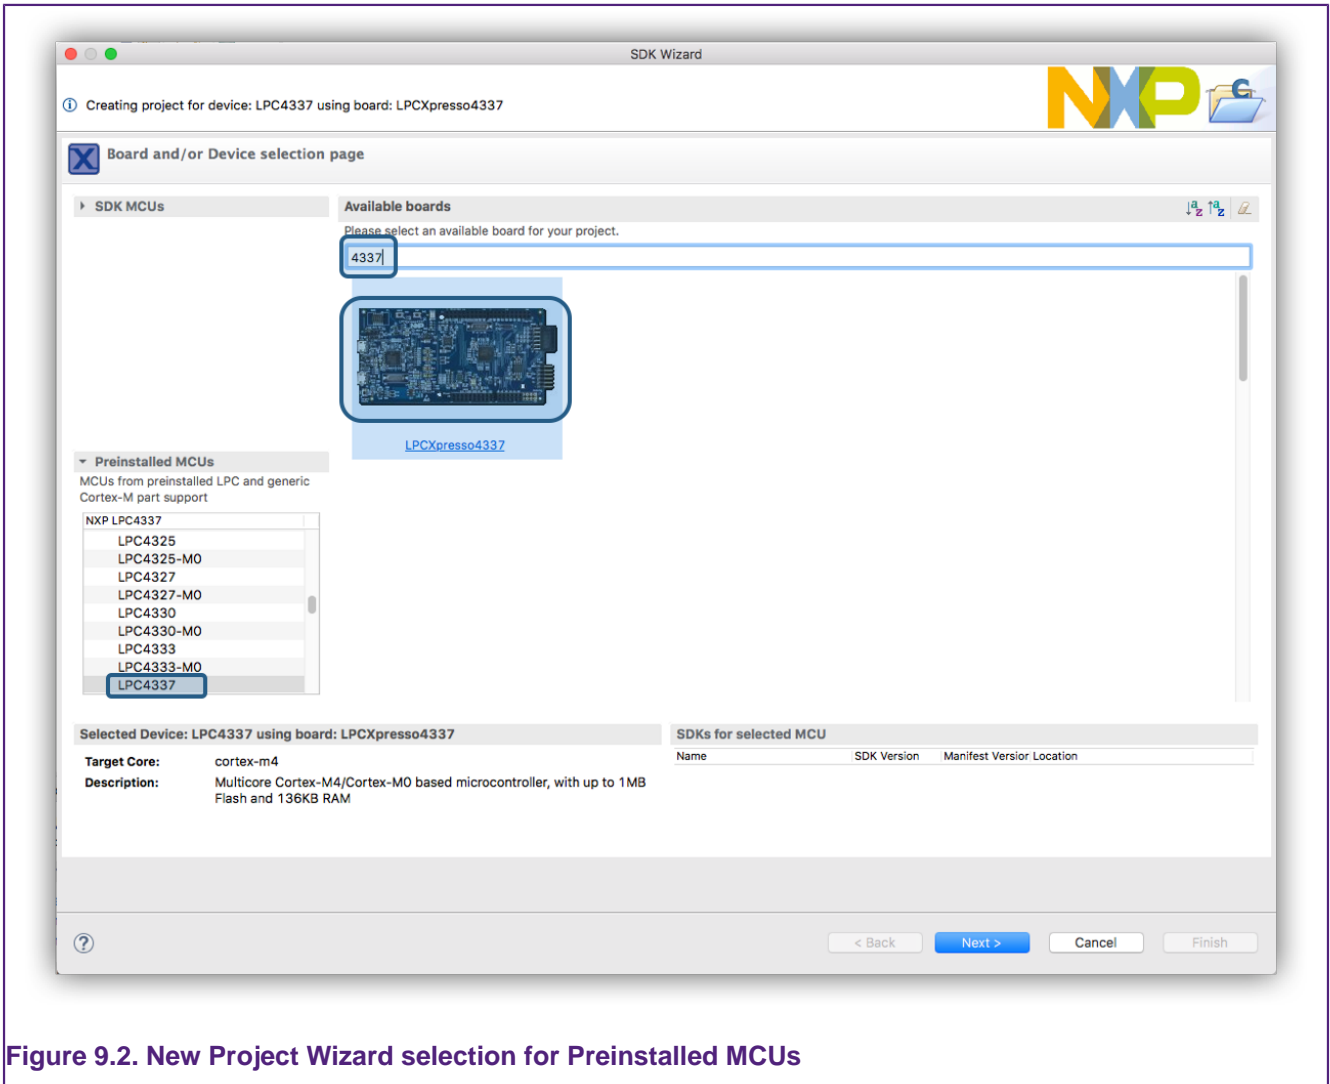 SDK Wizard
Creating project for device: LPC4337 using board: LPCXpresso4337
NXP
C
Board and/or Device selection page
SDK MCUs
Available boards
Please select an available board for your project.
4337
LPCXpresso4337
Preinstalled MCUs
MCUs from preinstalled LPC and generic
Cortex-M part support
NXP LPC4337
LPC4325
LPC4325-M0
LPC4327
LPC4327-M0
LPC4330
LPC4330-M0
LPC4333
LPC4333-M0
LPC4337
Selected Device: LPC4337 using board: LPCXpresso4337
Target Core: cortex-m4
Description: Multicore Cortex-M4/Cortex-M0 based microcontroller, with up to 1MB
Flash and 136KB RAM
SDKs for selected MCU
Name SDK Version Manifest Versior Location
< Back Next > Cancel Finish
Figure 9.2. New Project Wizard selection for Preinstalled MCUs